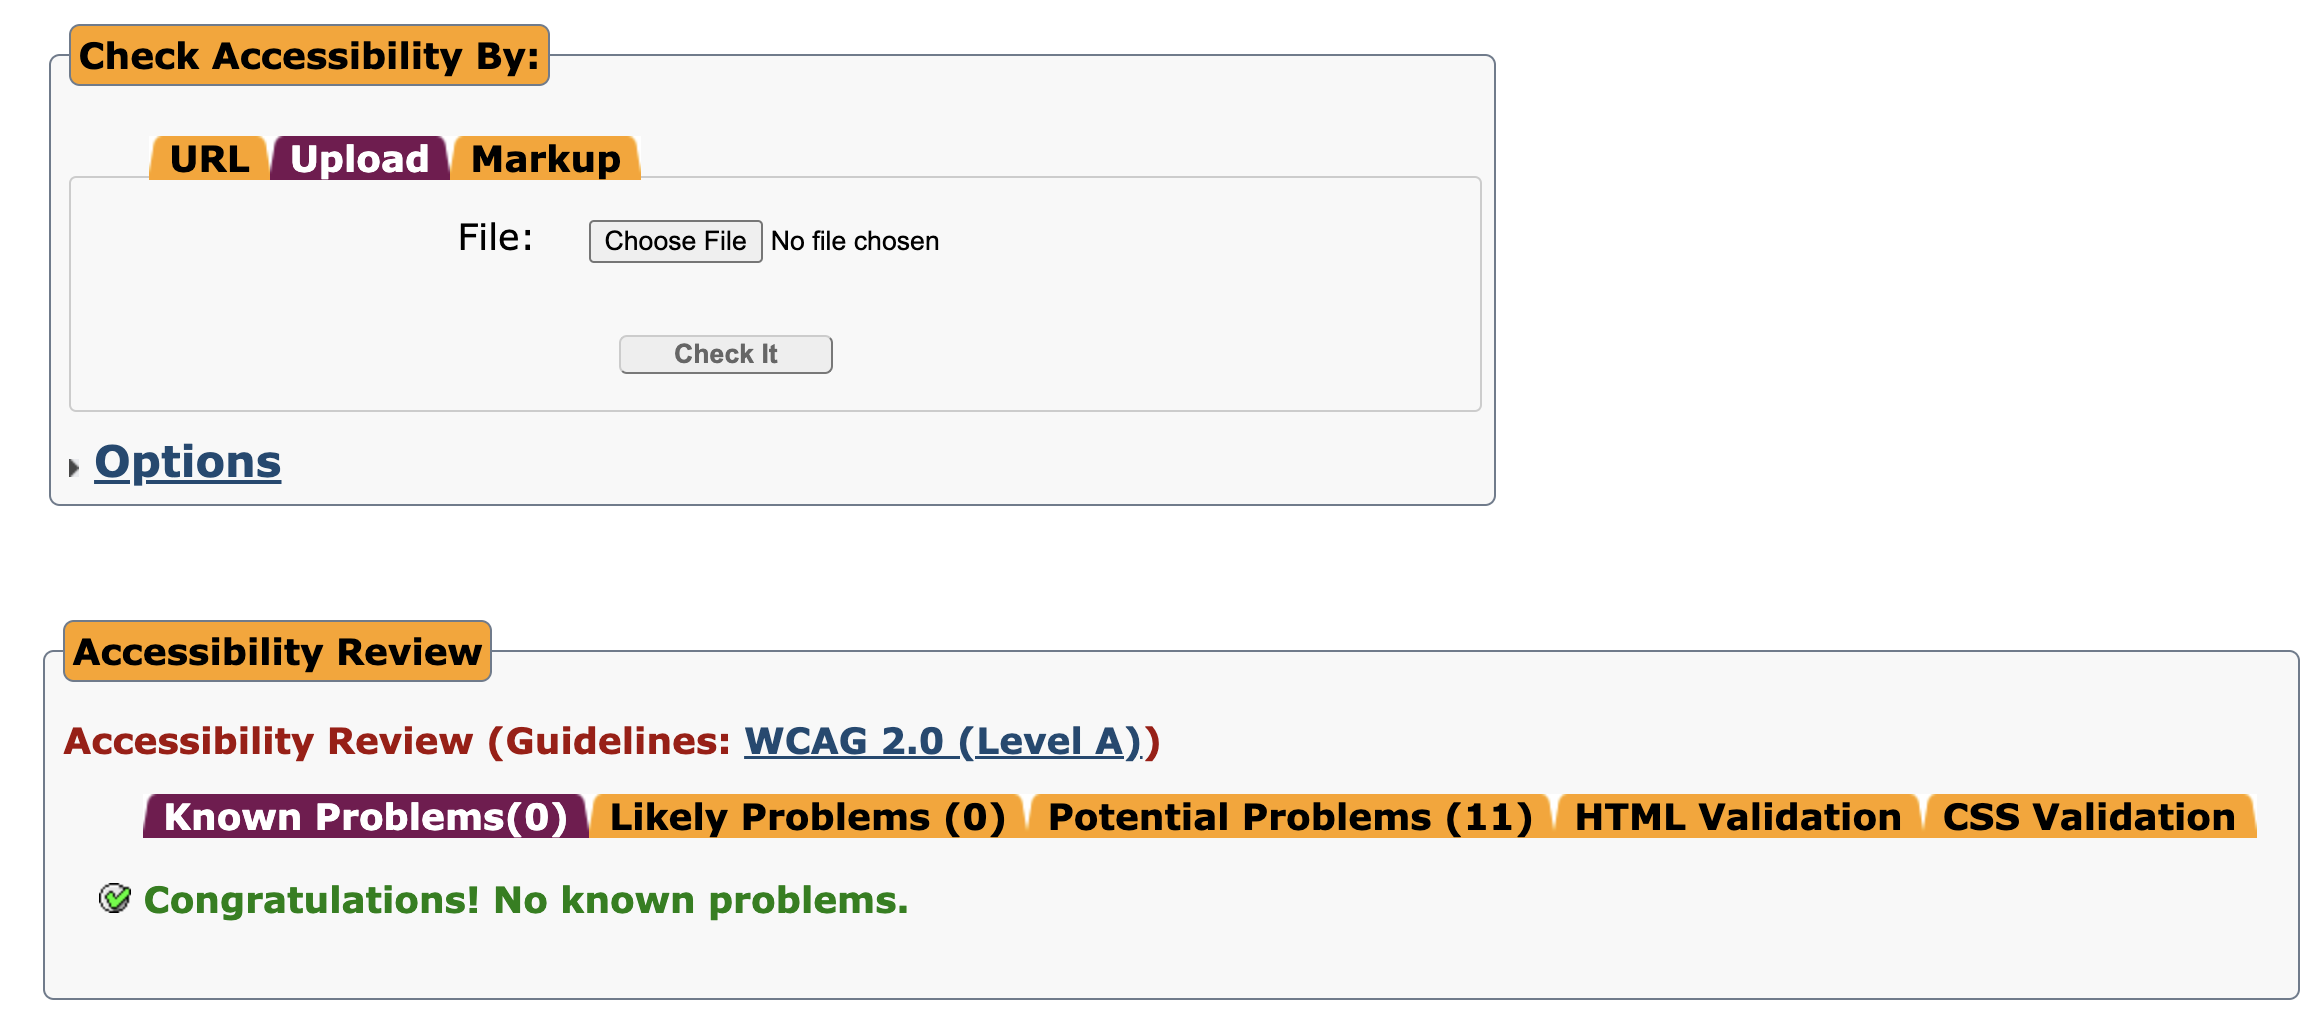 Check Accessibility By:
URL Upload Markup
File: Choose File No file chosen
Check It
Options
Accessibility Review
Accessibility Review (Guidelines: WCAG 2.0 (Level A))
Known Problems(0) Likely Problems (0) Potential Problems (11) HTML Validation CSS Validation
Congratulations! No known problems.